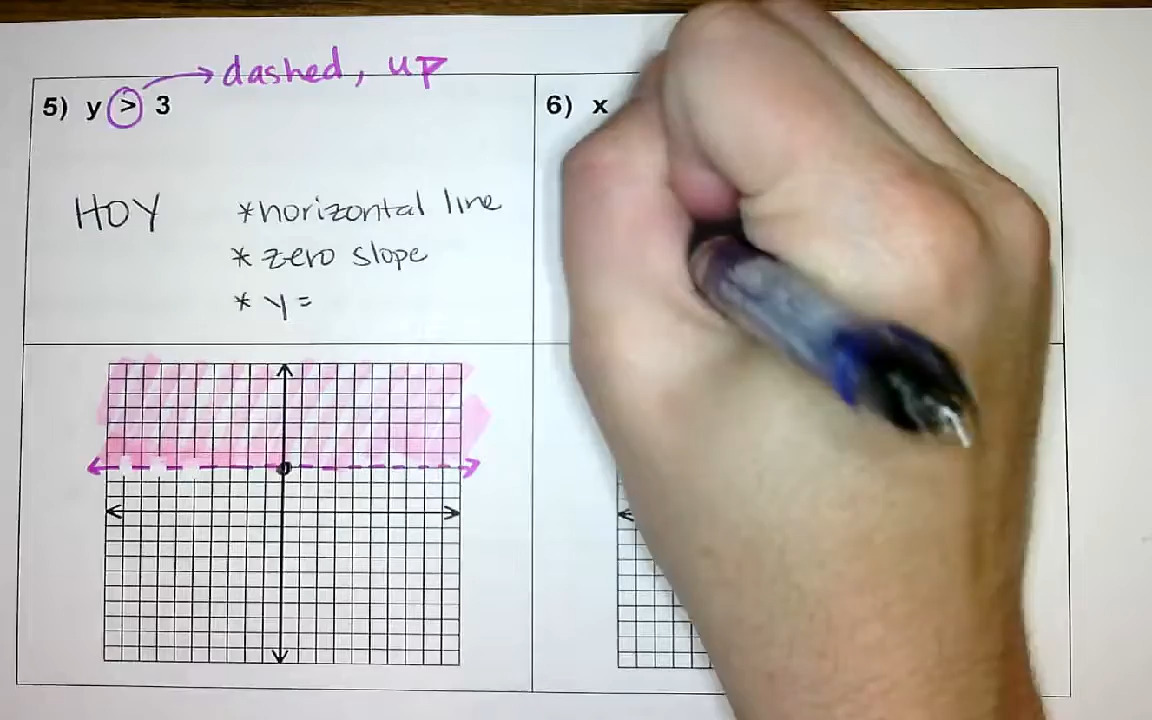 dashed, up
5) y > 3
HOY
*horizontal line
* zero slope
* y =
6) x